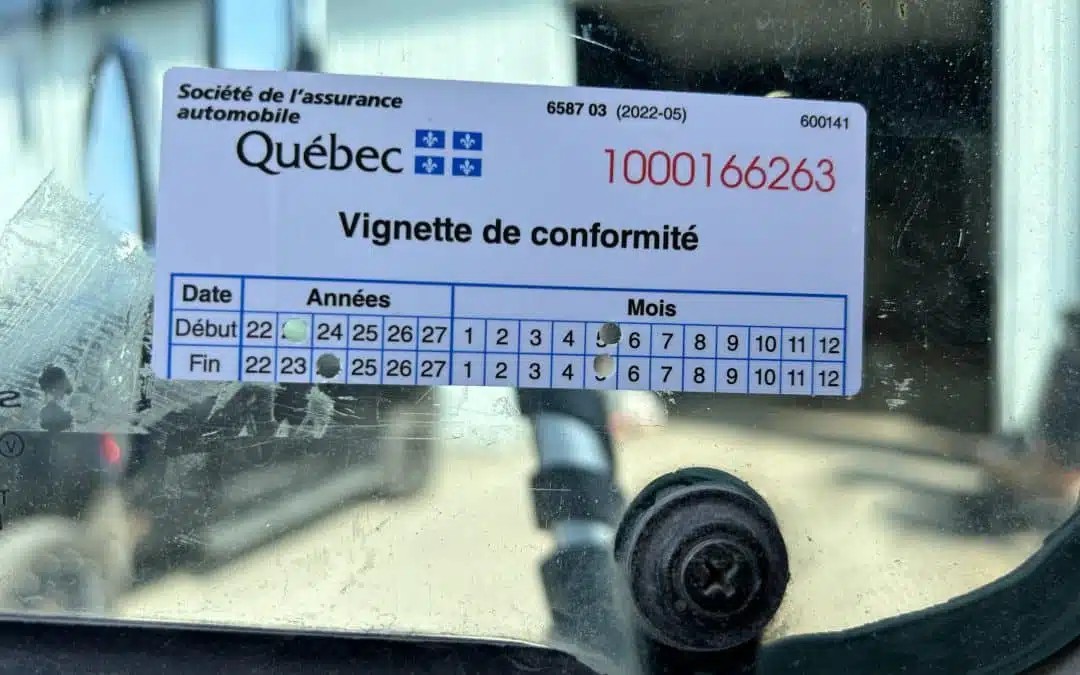 Société de l'assurance
automobile
Québec
6587 03 (2022-05)
600141
1000166263
Vignette de conformité
Date Années Mois
Début 22 24 25 26 27 1 2 3 4 6 7 8 9 10 11 12
Fin 22 23 25 26 27 1 2 3 4 6 7 8 9 10 11 12